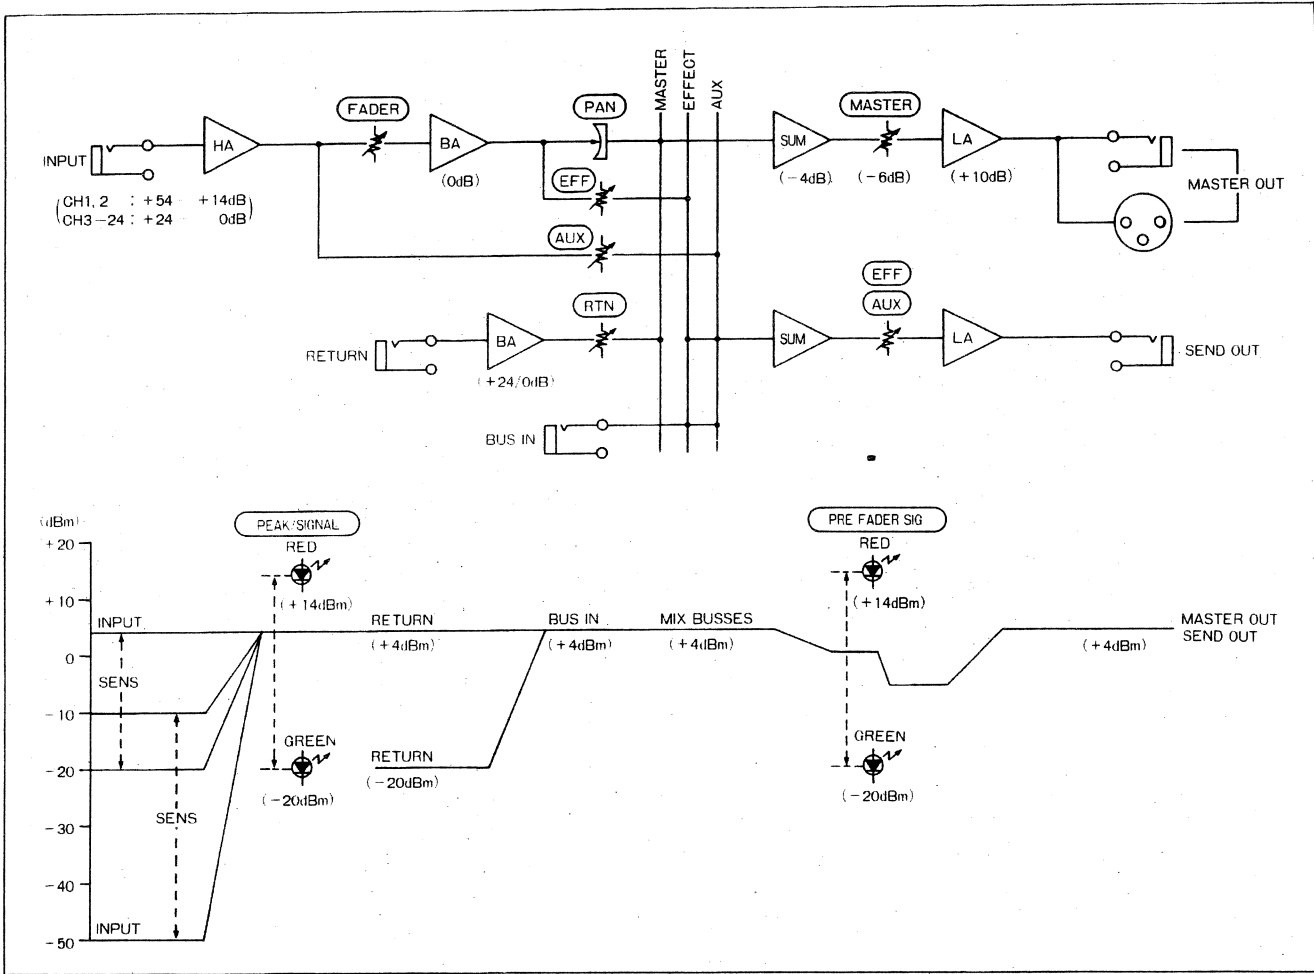 MASTER
EFFECT
AUX
FADER
PAN
MASTER
INPUT
HA
BA
SUM
LA
(0dB)
(−4dB)
(−6dB)
(+10dB)
EFF
MASTER OUT
(CH1, 2 : +54 +14dB
CH3−24 : +24 0dB)
AUX
EFF
RTN
AUX
RETURN
BA
SUM
LA
SEND OUT
(+24/0dB)
BUS IN
(dBm)
PEAK/SIGNAL
PRE FADER SIG
+20
RED
RED
+10
(+14dBm)
(+14dBm)
INPUT
RETURN
BUS IN
MIX BUSSES
MASTER OUT
SEND OUT
(+4dBm)
(+4dBm)
(+4dBm)
(+4dBm)
0
SENS
−10
GREEN
GREEN
RETURN
−20
(−20dBm)
(−20dBm)
(−20dBm)
SENS
−30
−40
INPUT
−50